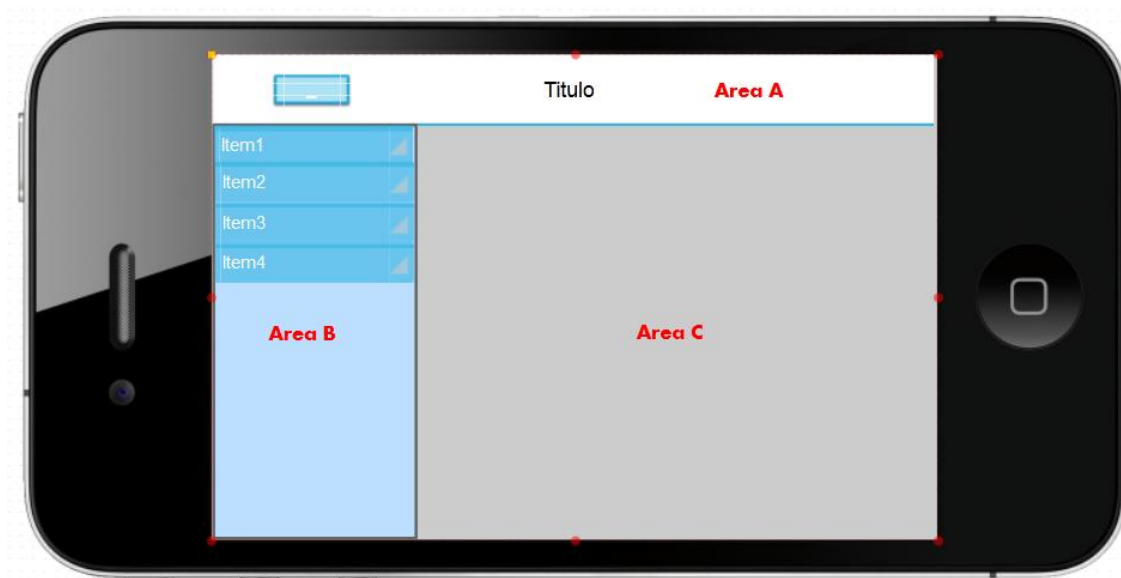 Titulo
Area A
Item1
Item2
Item3
Item4
Area B
Area C